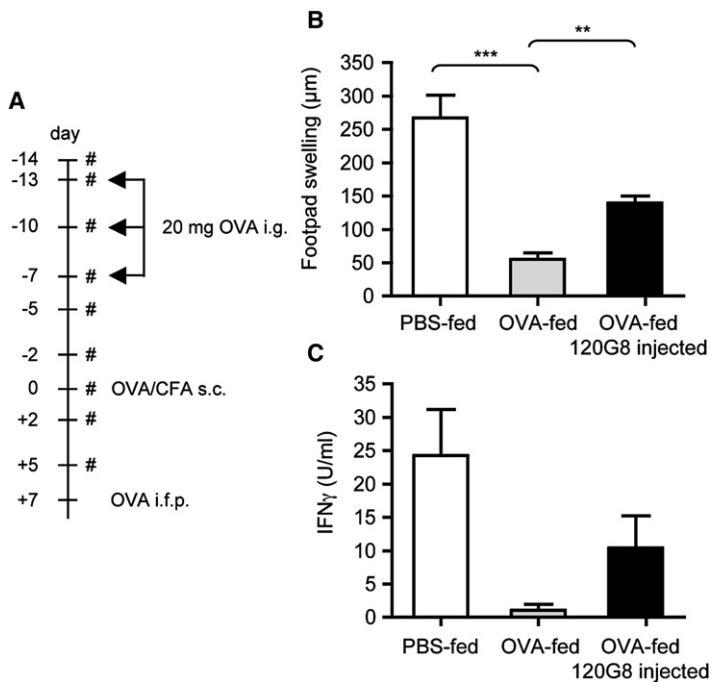 A
day
-14 #
-13 #
-10 # 20 mg OVA i.g.
-7 #
-5 #
-2 #
0 # OVA/CFA s.c.
+2 #
+5 #
+7 OVA i.f.p.
B
*** **
Footpad swelling (µm)
350
300
250
200
150
100
50
0
PBS-fed OVA-fed OVA-fed
120G8 injected
C
IFNγ (U/ml)
35
30
25
20
15
10
5
0
PBS-fed OVA-fed OVA-fed
120G8 injected